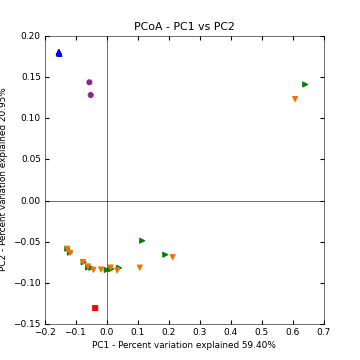 PCoA - PC1 vs PC2
0.20
0.15
0.10
0.05
0.00
−0.05
−0.10
−0.15
PC2 - Percent variation explained 20.95%
−0.2 −0.1 0.0 0.1 0.2 0.3 0.4 0.5 0.6 0.7
PC1 - Percent variation explained 59.40%